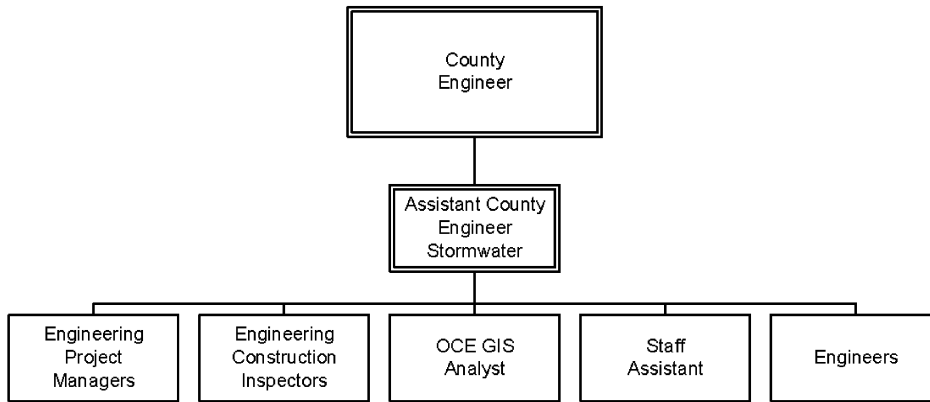 County
Engineer
Assistant County
Engineer
Stormwater
Engineering
Project
Managers
Engineering
Construction
Inspectors
OCE GIS
Analyst
Staff
Assistant
Engineers